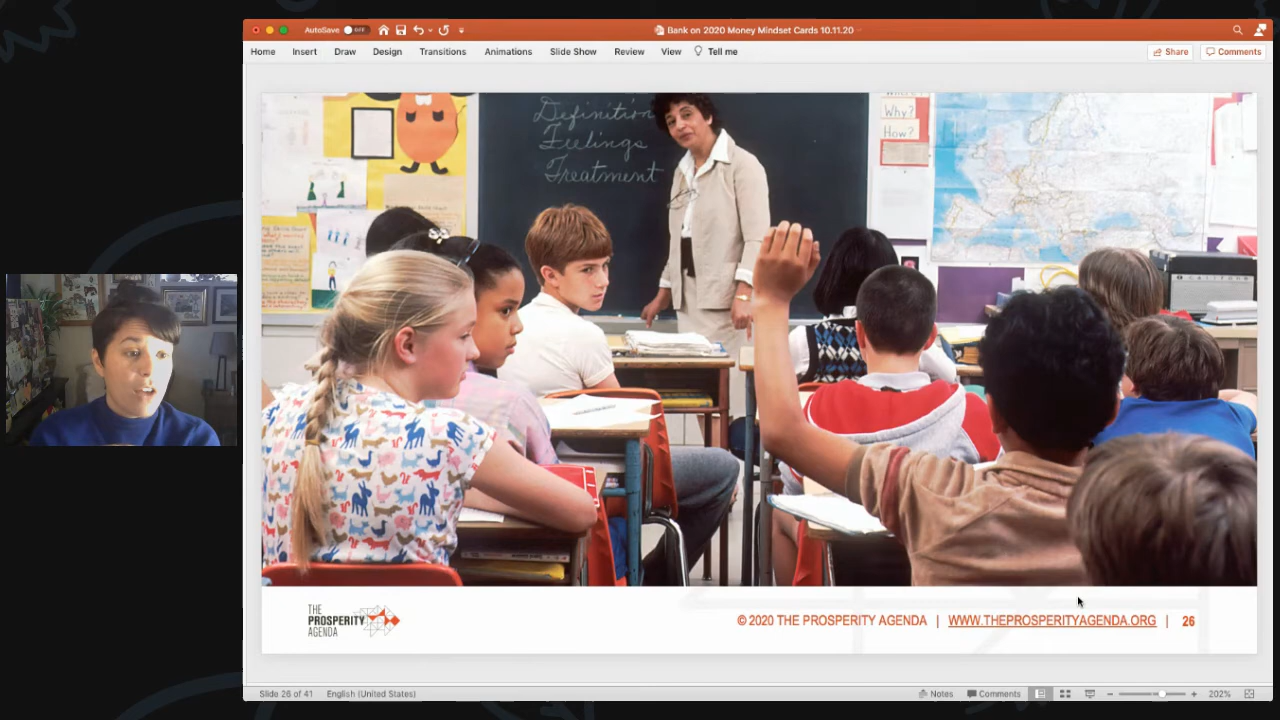 AutoSave OFF
Bank on 2020 Money Mindset Cards 10.11.20
Home Insert Draw Design Transitions Animations Slide Show Review View Tell me
Share Comments
Definition
Feelings
Treatment
Why?
How?
THE
PROSPERITY
AGENDA
© 2020 THE PROSPERITY AGENDA | WWW.THEPROSPERITYAGENDA.ORG | 26
Slide 26 of 41 English (United States)
Notes Comments 202%